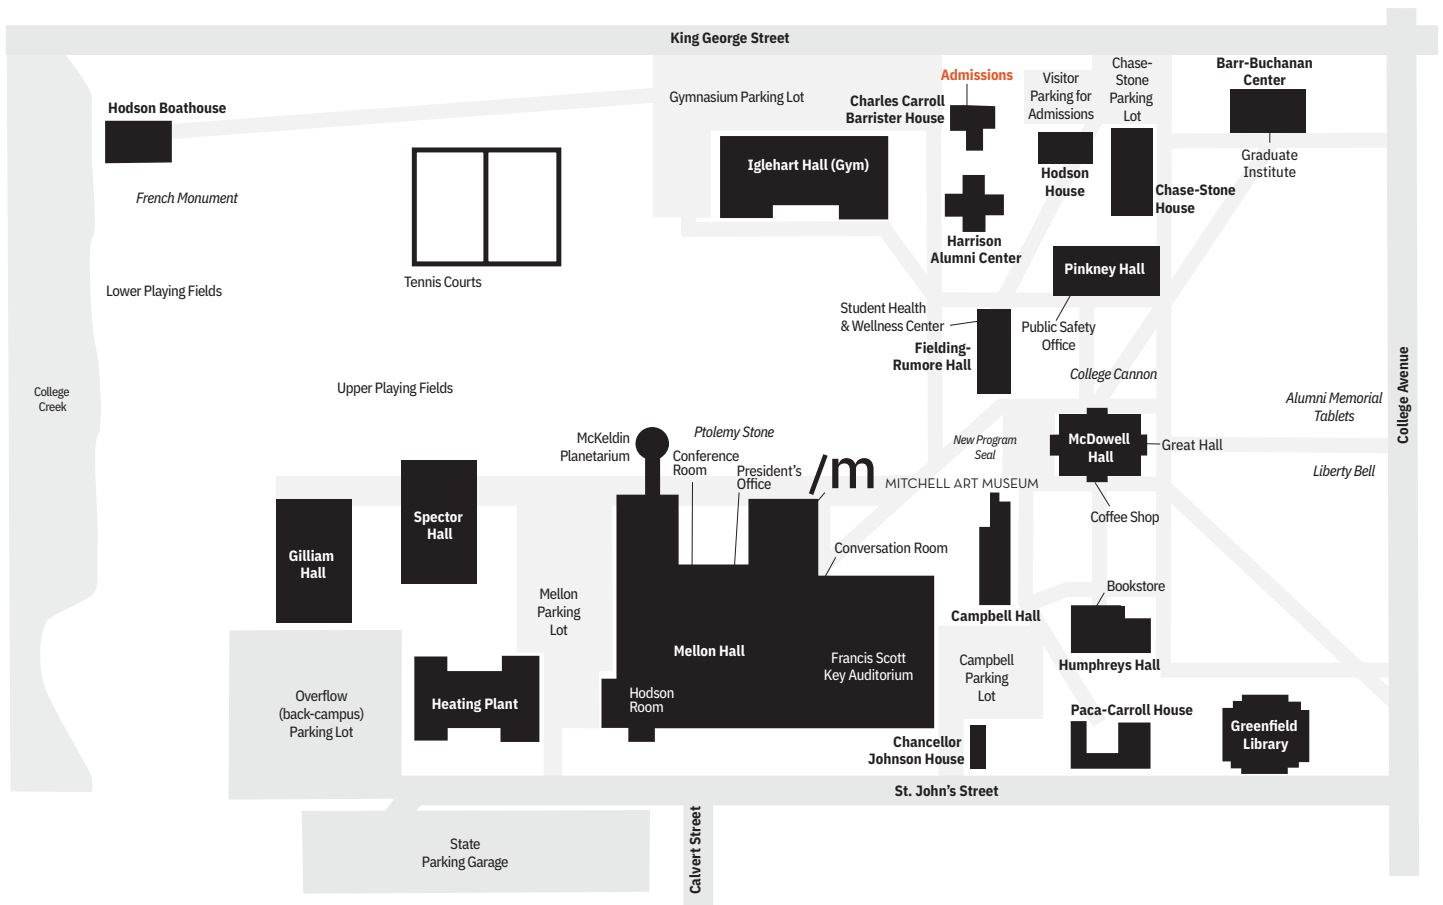 King George Street
Hodson Boathouse
French Monument
Lower Playing Fields
College
Creek
Tennis Courts
Upper Playing Fields
Gymnasium Parking Lot
Iglehart Hall (Gym)
Admissions
Charles Carroll
Barrister House
Harrison
Alumni Center
Visitor
Parking for
Admissions
Hodson
House
Chase-
Stone
Parking
Lot
Chase-Stone
House
Barr-Buchanan
Center
Graduate
Institute
Pinkney Hall
Public Safety
Office
Student Health
& Wellness Center
Fielding-
Rumore Hall
College Cannon
Alumni Memorial
Tablets
College Avenue
Liberty Bell
McDowell
Hall
Great Hall
Coffee Shop
New Program
Seal
McKeldin
Planetarium
Ptolemy Stone
Conference
Room
President's
Office
/m
MITCHELL ART MUSEUM
Conversation Room
Spector
Hall
Gilliam
Hall
Mellon
Parking
Lot
Mellon Hall
Francis Scott
Key Auditorium
Hodson
Room
Heating Plant
Overflow
(back-campus)
Parking Lot
Campbell Hall
Campbell
Parking
Lot
Bookstore
Humphreys Hall
Paca-Carroll House
Greenfield
Library
Chancellor
Johnson House
St. John's Street
Calvert Street
State
Parking Garage